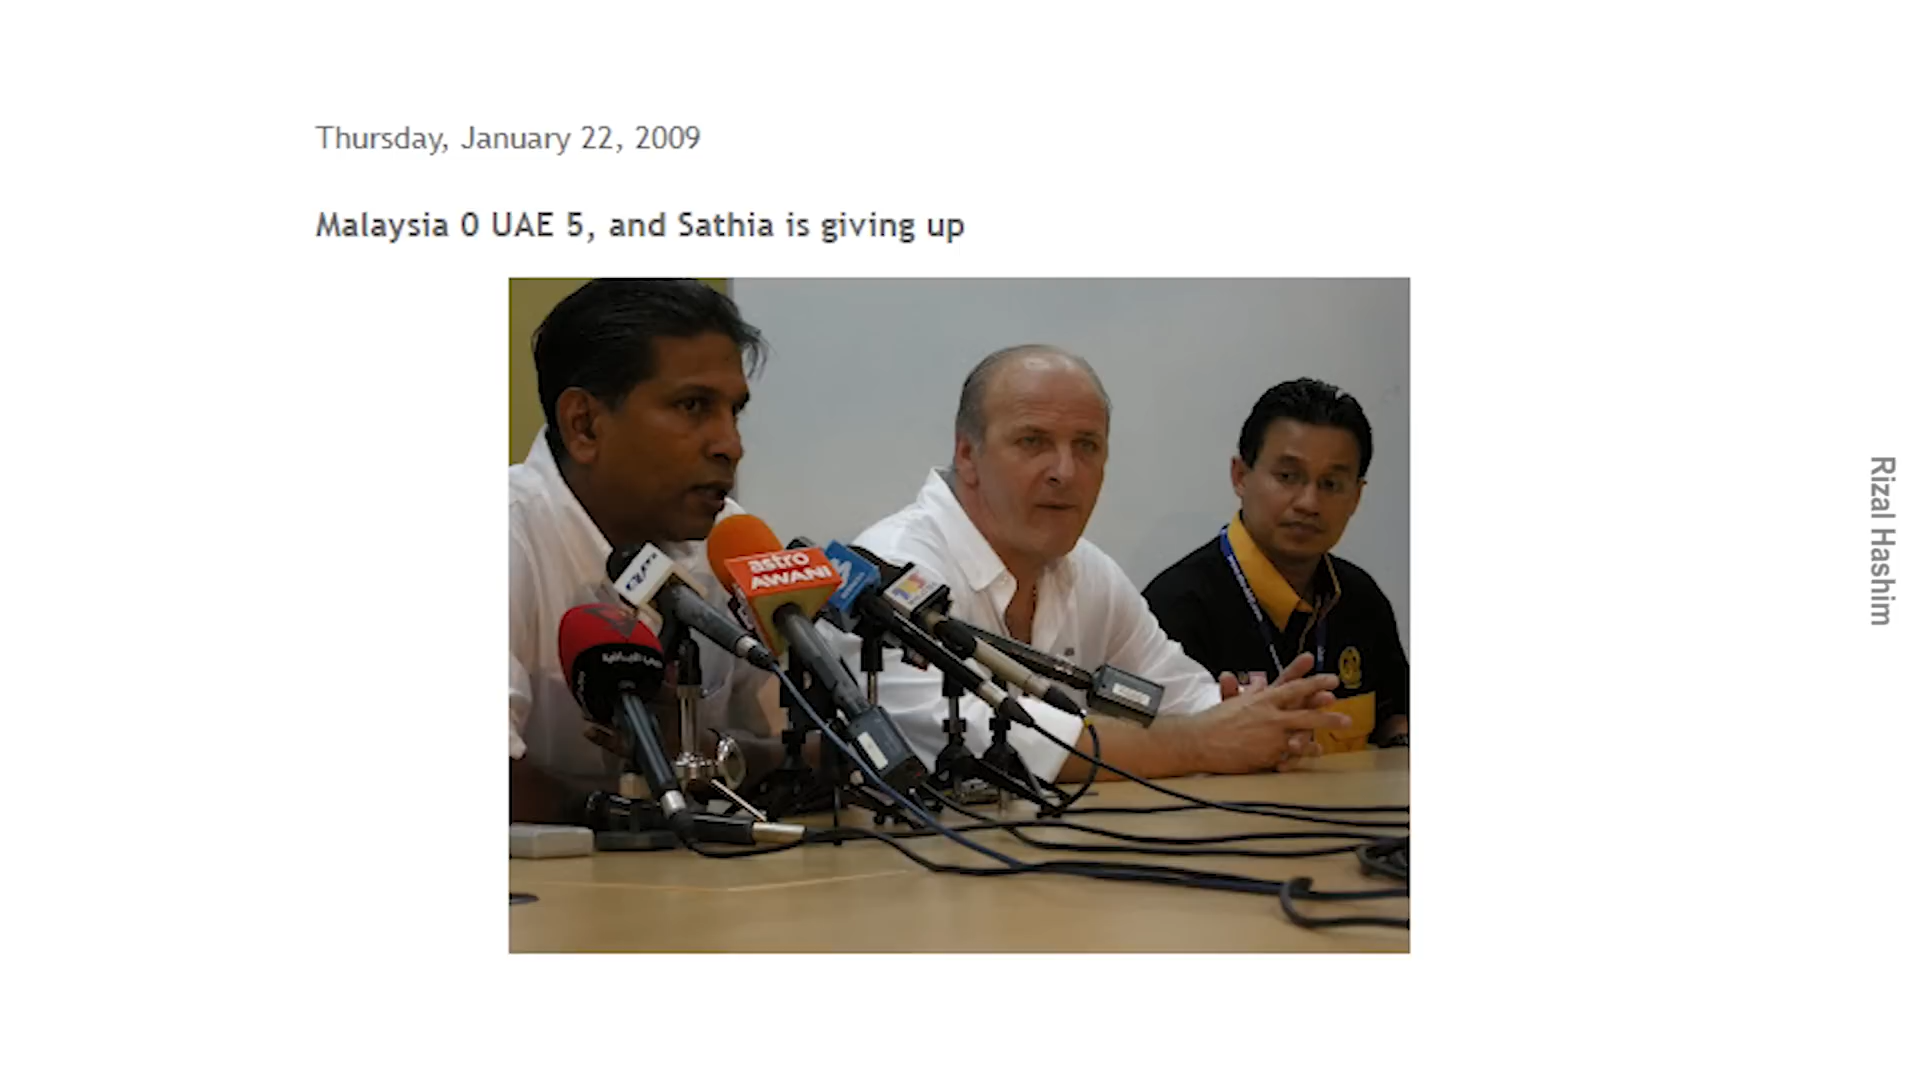 Thursday, January 22, 2009
Malaysia 0 UAE 5, and Sathia is giving up
astro
AWANI
Rizal Hashim